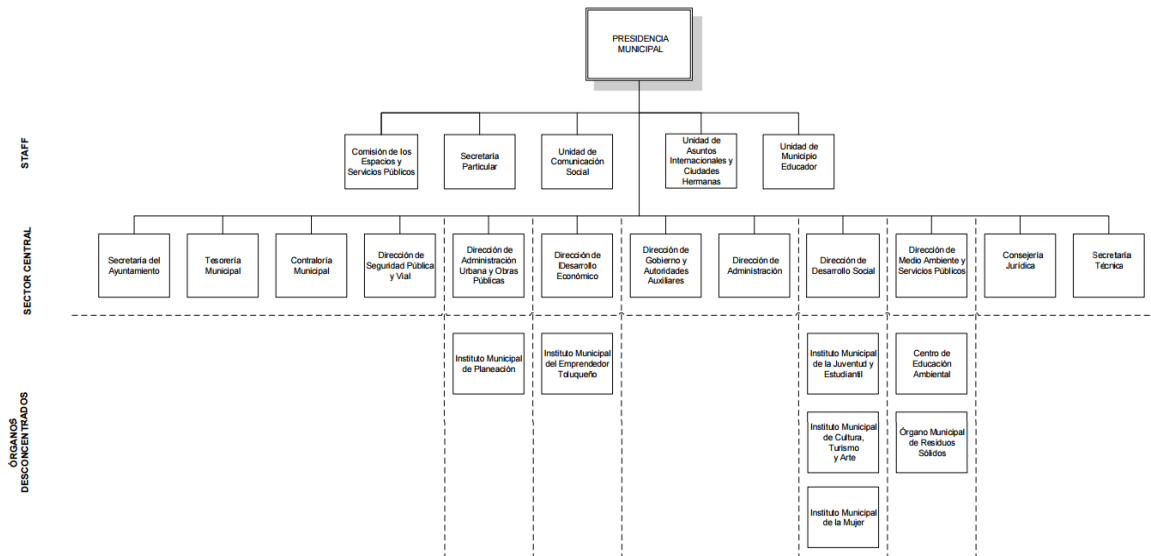 PRESIDENCIA
MUNICIPAL
STAFF
Comisión de los
Espacios y
Servicios Públicos
Secretaría
Particular
Unidad de
Comunicación
Social
Unidad de
Asuntos
Internacionales y
Ciudades
Hermanas
Unidad de
Municipio
Educador
SECTOR CENTRAL
Secretaría del
Ayuntamiento
Tesorería
Municipal
Contraloría
Municipal
Dirección de
Seguridad Pública
y Vial
Dirección de
Administración
Urbana y Obras
Públicas
Dirección de
Desarrollo
Económico
Dirección de
Gobierno y
Autoridades
Auxiliares
Dirección de
Administración
Dirección de
Desarrollo Social
Dirección de
Medio Ambiente y
Servicios Públicos
Consejería
Jurídica
Secretaría
Técnica
ÓRGANOS
DESCONCENTRADOS
Instituto Municipal
de Planeación
Instituto Municipal
del Emprendedor
Toluqueño
Instituto Municipal
de la Juventud y
Estudiantil
Centro de
Educación
Ambiental
Instituto Municipal
de Cultura,
Turismo
y Arte
Órgano Municipal
de Residuos
Sólidos
Instituto Municipal
de la Mujer